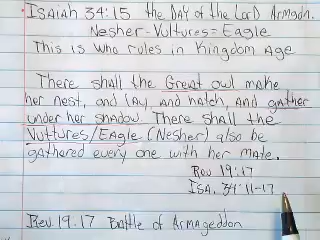 • Isaiah 34:15 the DAY of the LorD Armgdn.
Nesher-Vultures=Eagle
This is Who rules in Kingdom Age
There shall the Great owl make
her nest, and lay, and hatch, and gather
under her shadow. There shall the
Vultures/Eagle (Nesher) also be
gathered every one with her mate.
Rev 19:17
ISA. 34:11-17
Rev 19.17 Battle of Armageddon